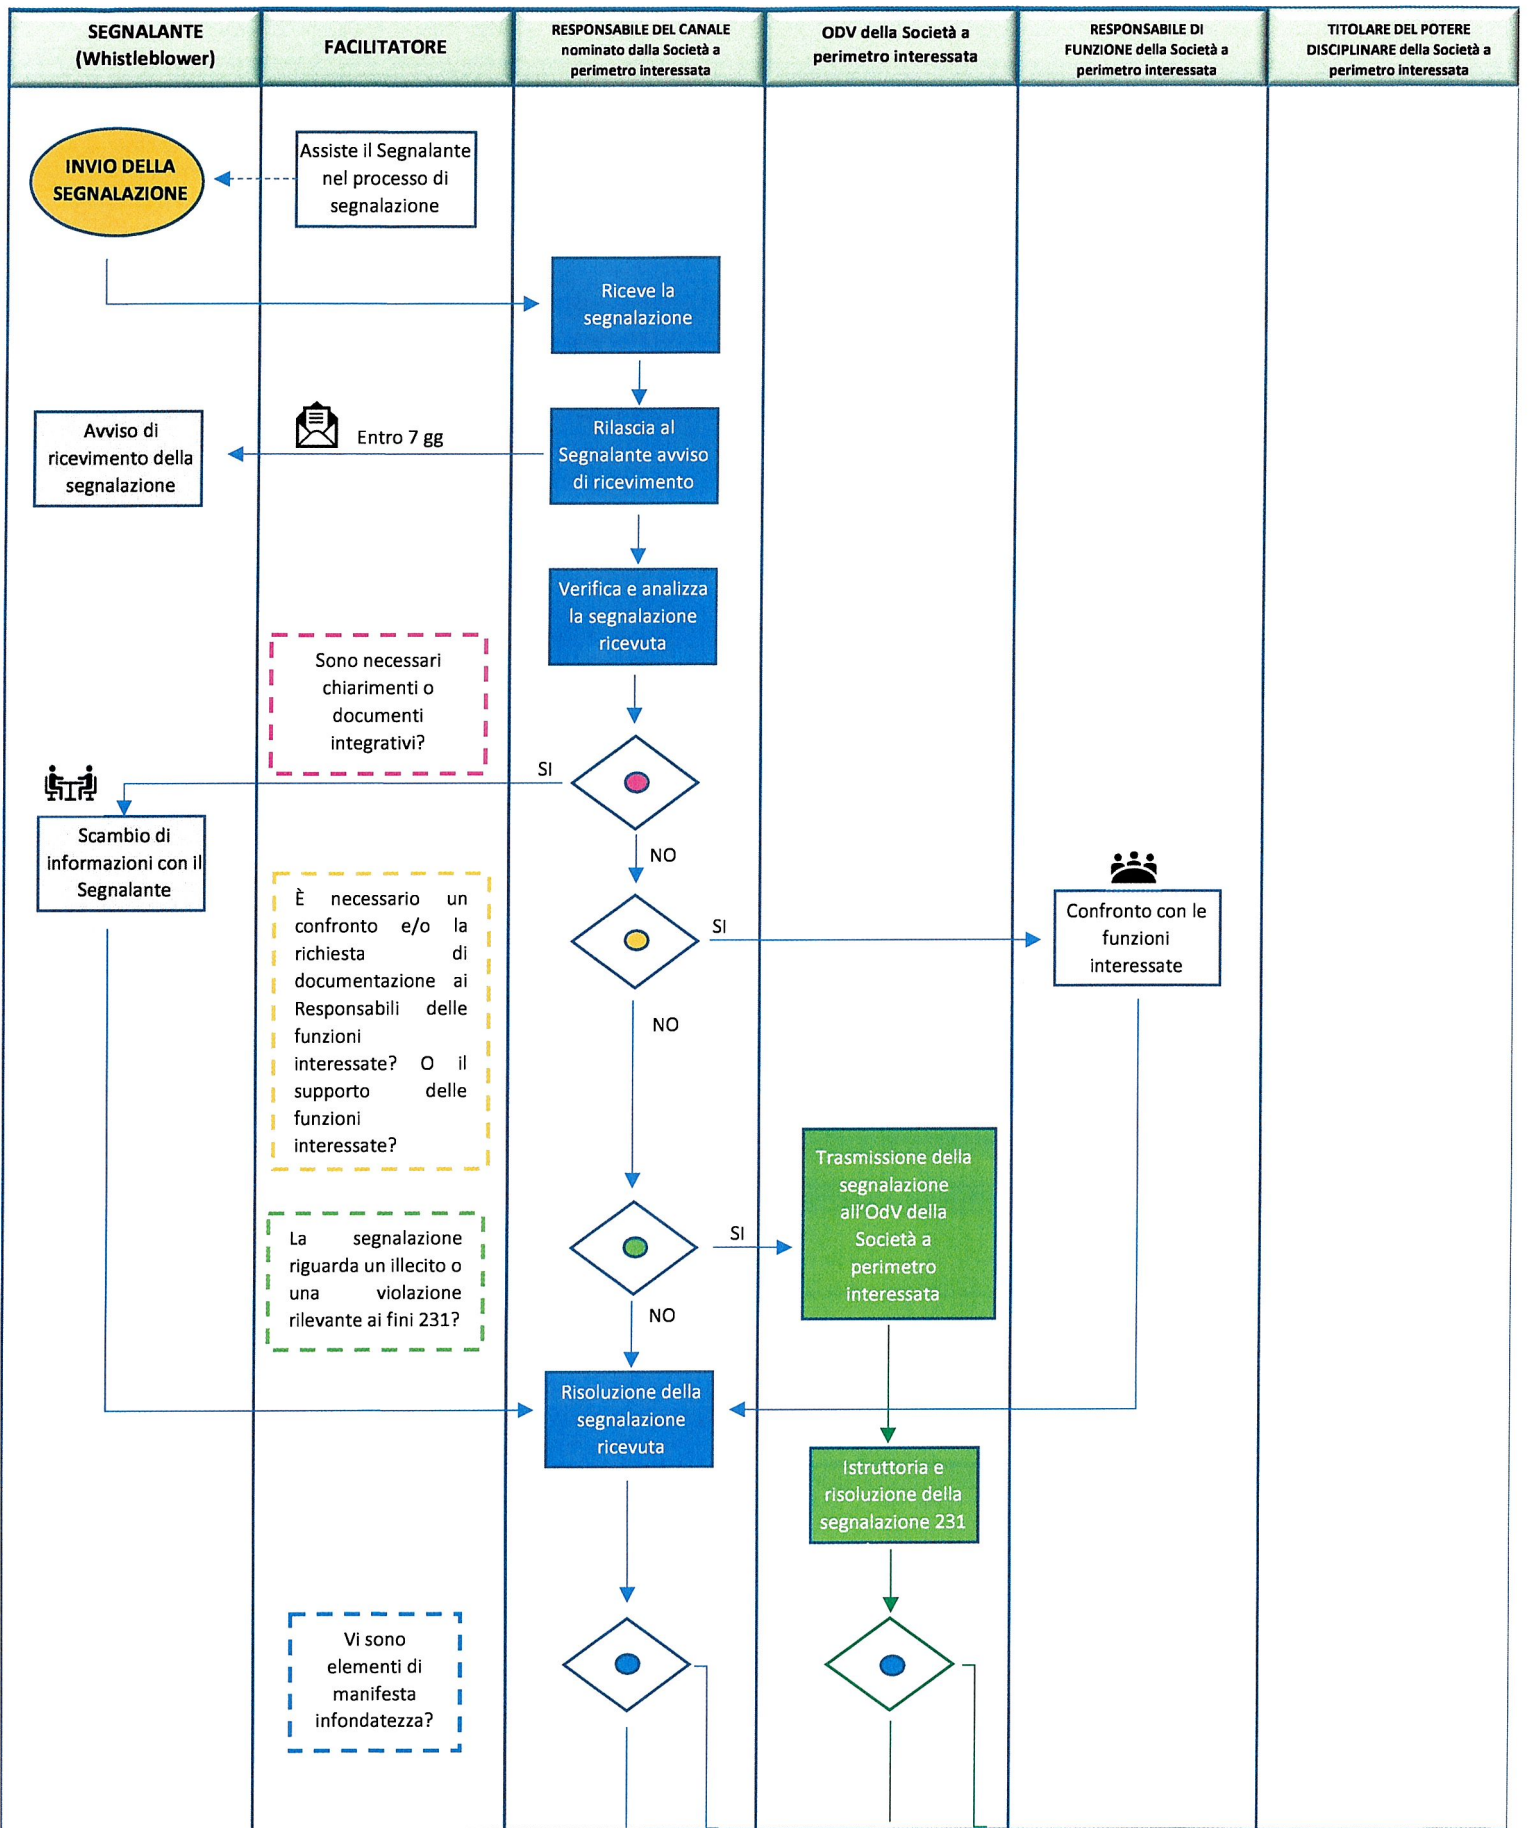 SEGNALANTE
(Whistleblower)
FACILITATORE
RESPONSABILE DEL CANALE
nominato dalla Società a
perimetro interessata
ODV della Società a
perimetro interessata
RESPONSABILE DI
FUNZIONE della Società a
perimetro interessata
TITOLARE DEL POTERE
DISCIPLINARE della Società a
perimetro interessata
INVIO DELLA
SEGNALAZIONE
Assiste il Segnalante
nel processo di
segnalazione
Riceve la
segnalazione
Avviso di
ricevimento della
segnalazione
Entro 7 gg
Rilascia al
Segnalante avviso
di ricevimento
Verifica e analizza
la segnalazione
ricevuta
Sono necessari
chiarimenti o
documenti
integrativi?
SI
Scambio di
informazioni con il
Segnalante
NO
È necessario un
confronto e/o la
richiesta di
documentazione ai
Responsabili delle
funzioni
interessate? O il
supporto delle
funzioni
interessate?
SI
Confronto con le
funzioni
interessate
NO
Trasmissione della
segnalazione
all'OdV della
Società a
perimetro
interessata
La segnalazione
riguarda un illecito o
una violazione
rilevante ai fini 231?
SI
NO
Risoluzione della
segnalazione
ricevuta
Istruttoria e
risoluzione della
segnalazione 231
Vi sono
elementi di
manifesta
infondatezza?